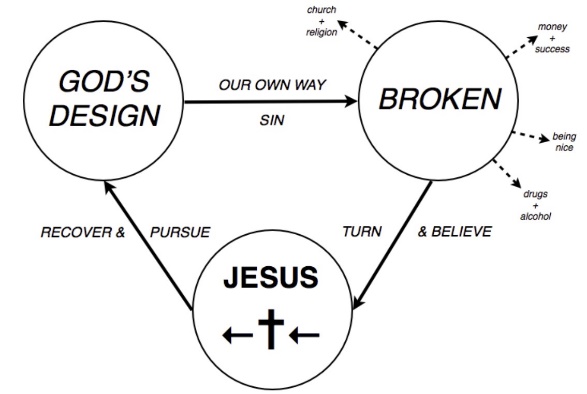 church
+
religion
money
+
success
GOD'S
DESIGN
OUR OWN WAY
SIN
BROKEN
being
nice
drugs
+
alcohol
RECOVER & PURSUE
TURN & BELIEVE
JESUS